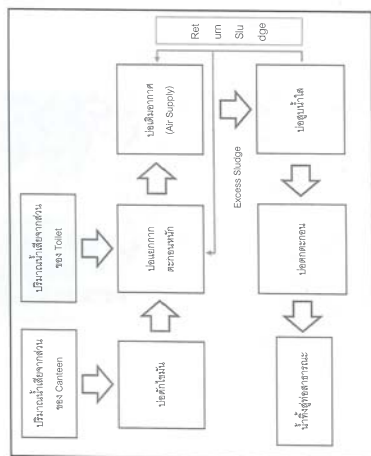 ปริมาณน้ำเสียจากส่วน
ของ Canteen
ปริมาณน้ำเสียจากส่วน
ของ Toilet
บ่อดักไขมัน
บ่อแยกกาก
ตะกอนหนัก
บ่อเติมอากาศ
(Air Supply)
Ret
urn
Slu
dge
Excess Sludge
น้ำทิ้งสู่ท่อสาธารณะ
บ่อตกตะกอน
บ่อสูบน้ำใส